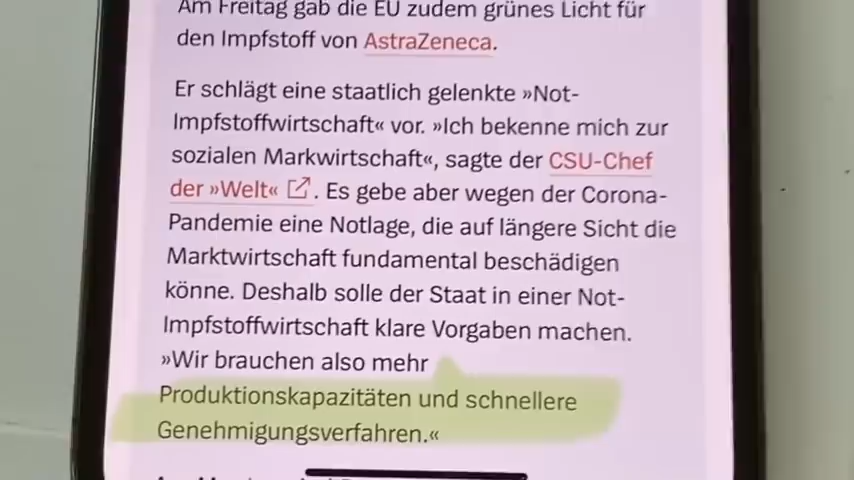 Am Freitag gab die EU zudem grünes Licht für
den Impfstoff von AstraZeneca.
Er schlägt eine staatlich gelenkte »Not-
Impfstoffwirtschaft« vor. »Ich bekenne mich zur
sozialen Markwirtschaft«, sagte der CSU-Chef
der »Welt«. Es gebe aber wegen der Corona-
Pandemie eine Notlage, die auf längere Sicht die
Marktwirtschaft fundamental beschädigen
könne. Deshalb solle der Staat in einer Not-
Impfstoffwirtschaft klare Vorgaben machen.
»Wir brauchen also mehr
Produktionskapazitäten und schnellere
Genehmigungsverfahren.«